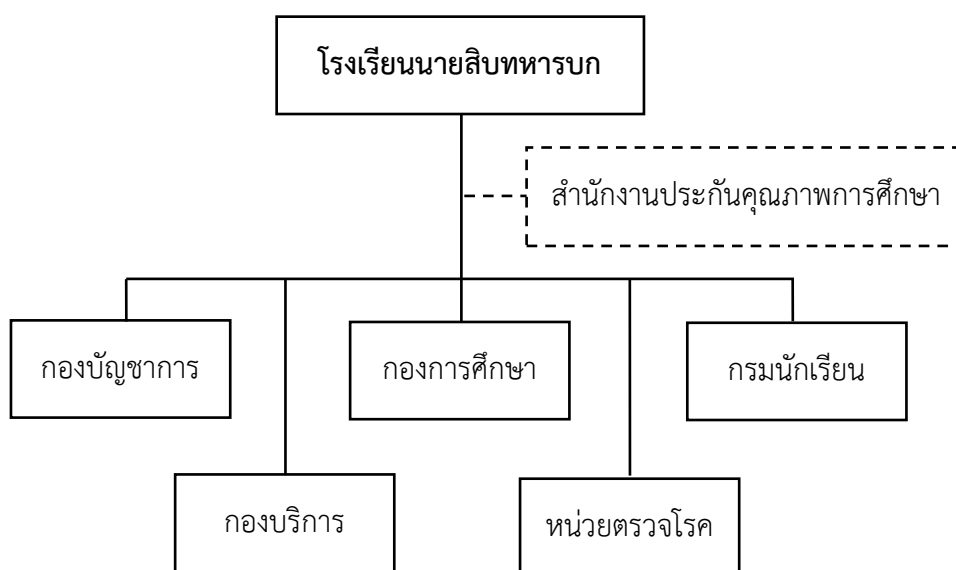 โรงเรียนนายสิบทหารบก
สำนักงานประกันคุณภาพการศึกษา
กองบัญชาการ
กองการศึกษา
กรมนักเรียน
กองบริการ
หน่วยตรวจโรค